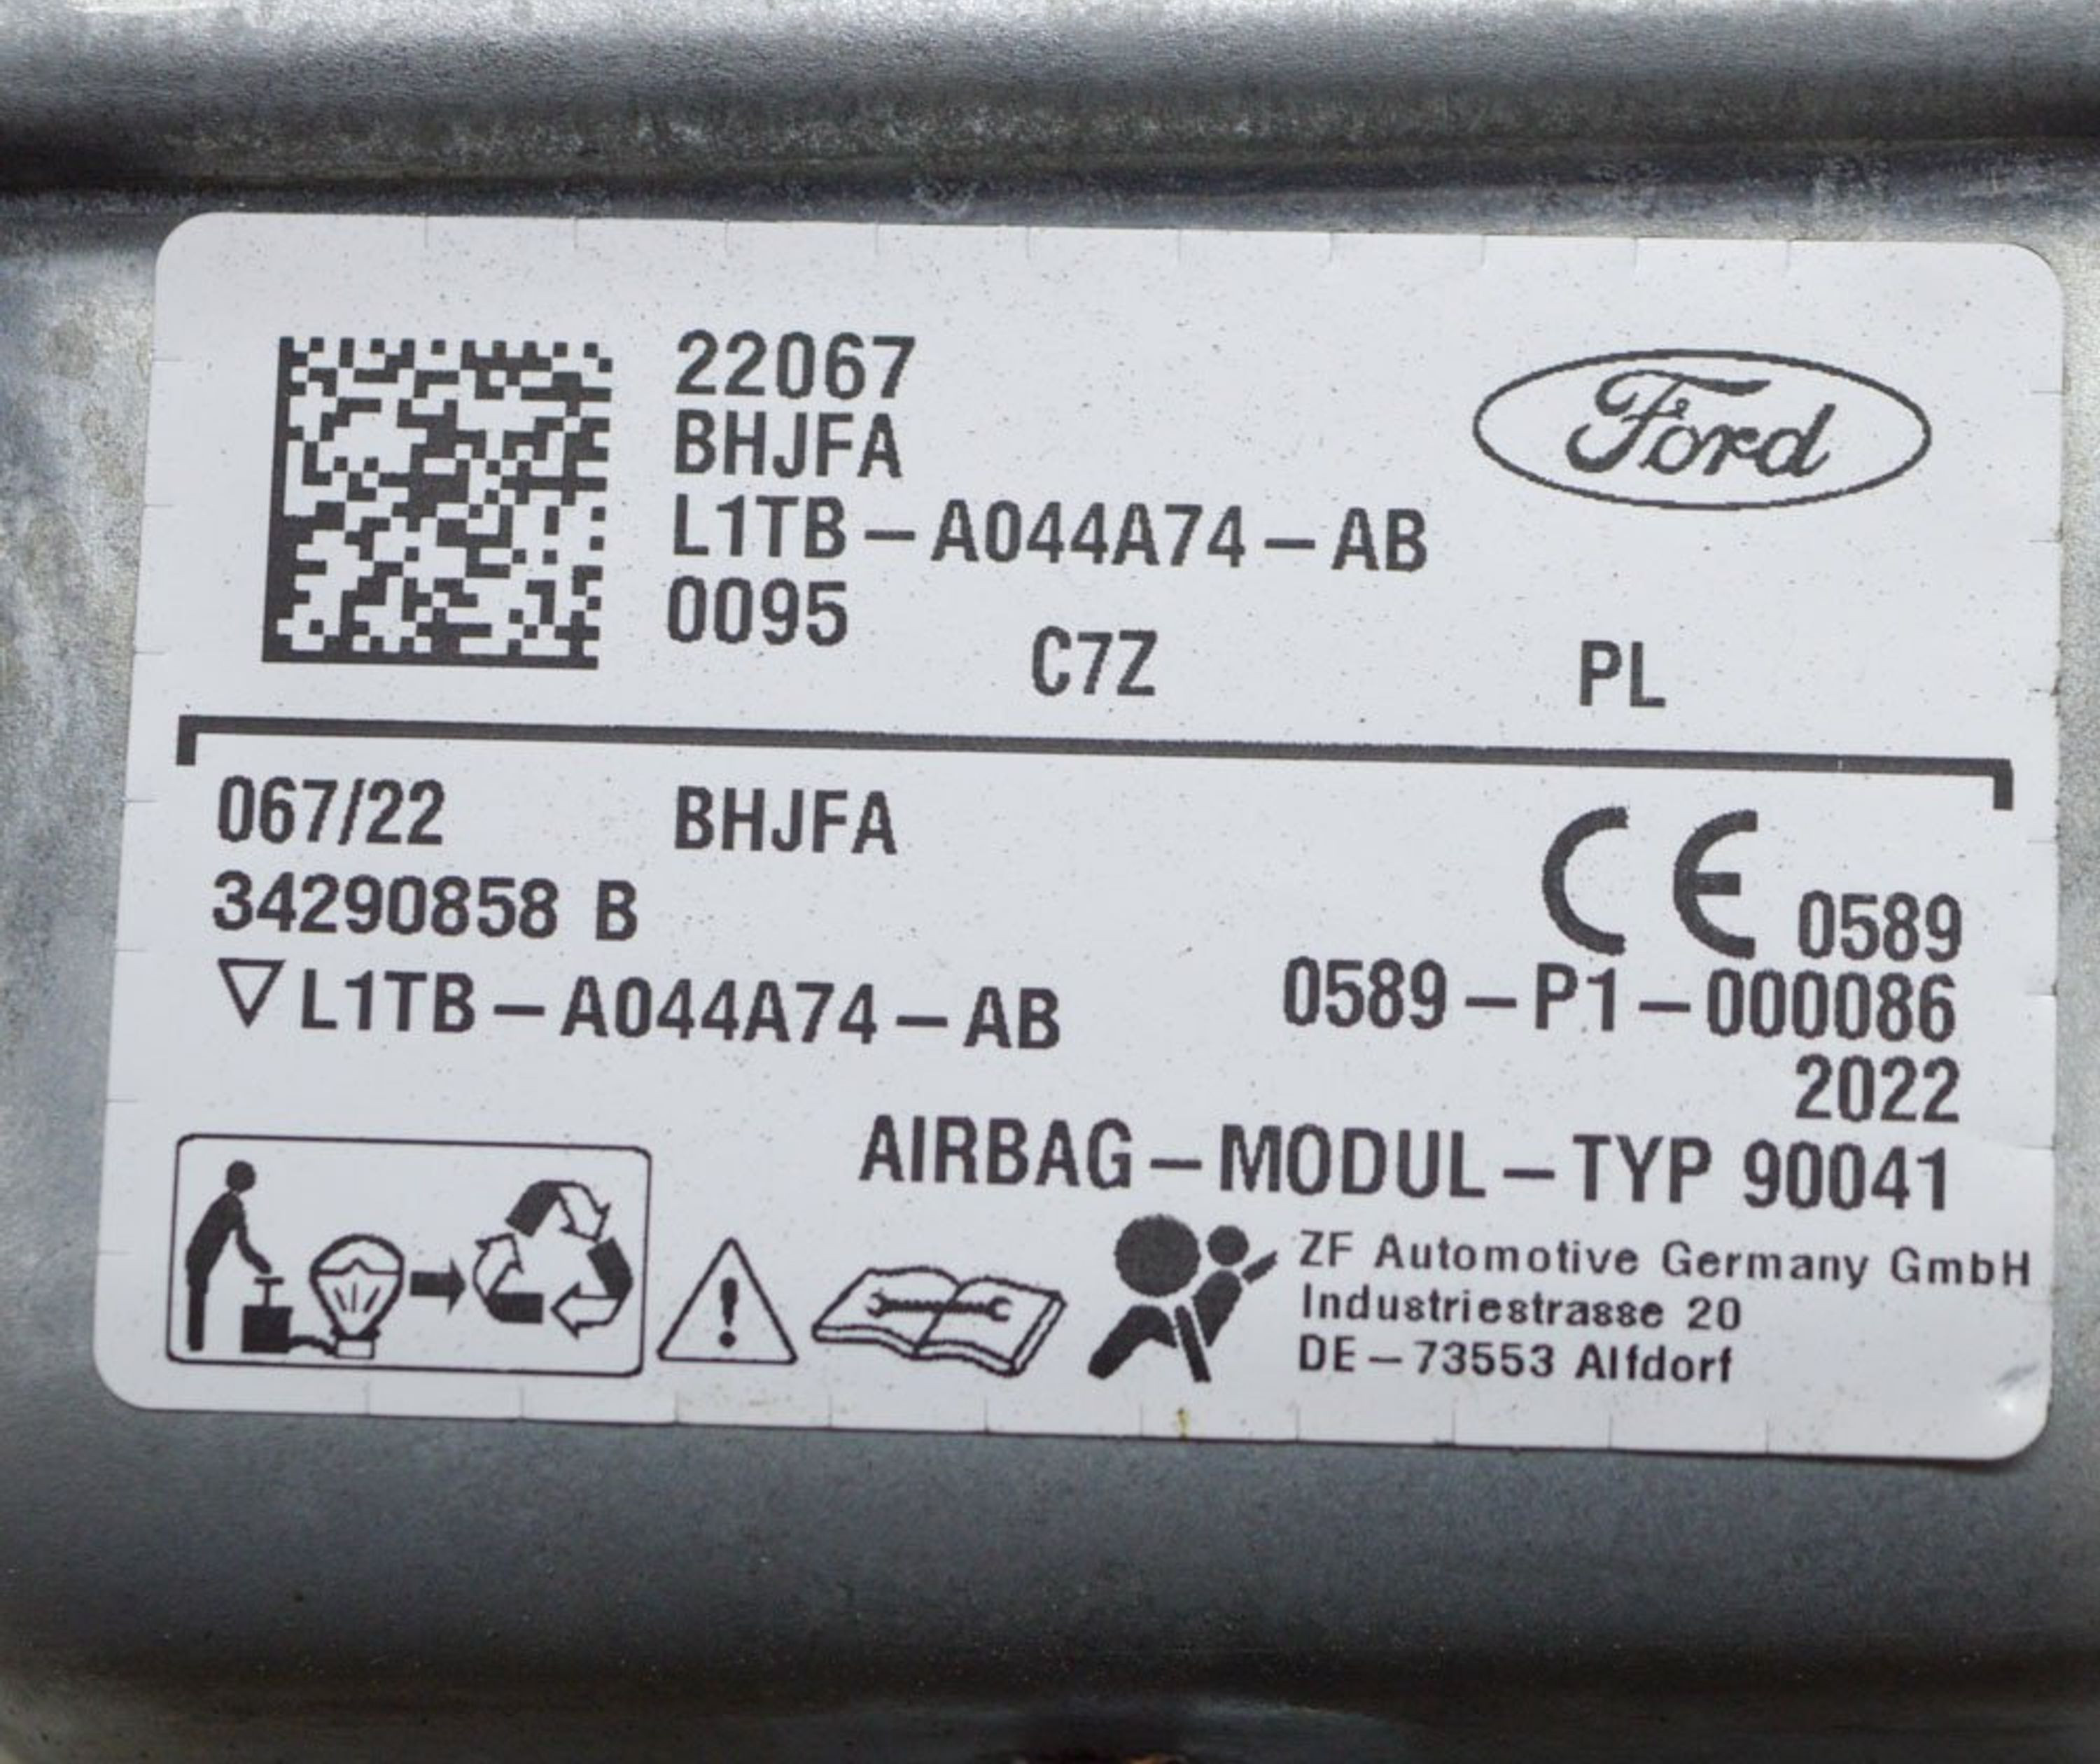 22067
BHJFA
Ford
L1TB-A044A74-AB
0095
C7Z PL
067/22 BHJFA
34290858 B
CE 0589
L1TB-A044A74-AB
0589-P1-000086
2022
AIRBAG-MODUL-TYP 90041
ZF Automotive Germany GmbH
Industriestrasse 20
DE-73553 Alfdorf